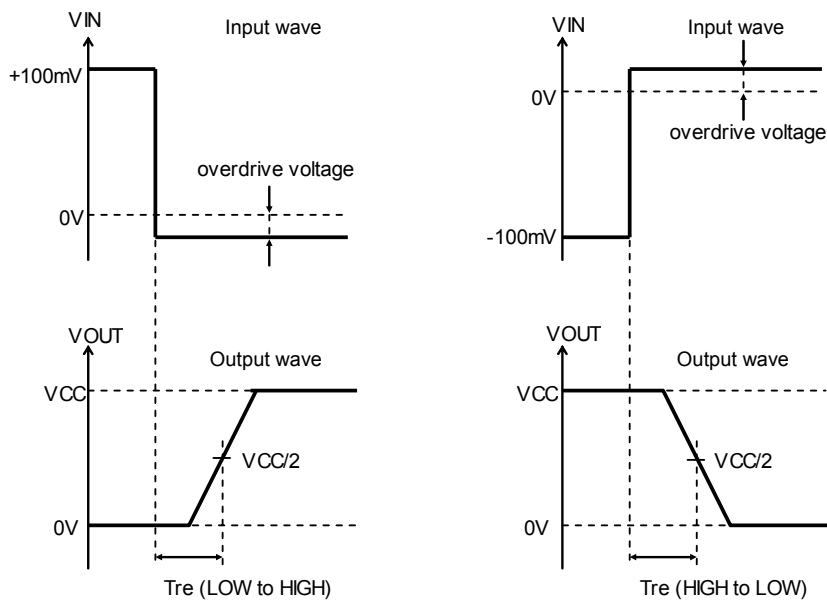 VIN
Input wave
+100mV
overdrive voltage
0V
VOUT
Output wave
VCC
VCC/2
0V
Tre (LOW to HIGH)
VIN
Input wave
0V
overdrive voltage
-100mV
VOUT
Output wave
VCC
VCC/2
0V
Tre (HIGH to LOW)